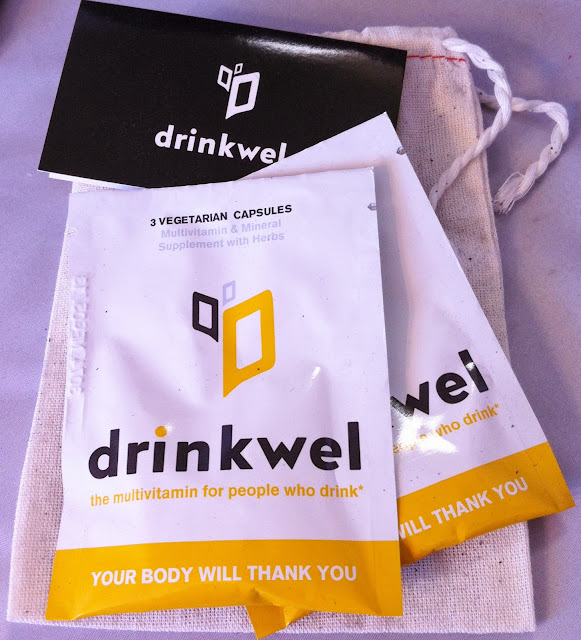 drinkwel
3 VEGETARIAN CAPSULES
Multivitamin & Mineral
Supplement with Herbs
drinkwel
the multivitamin for people who drink*
YOUR BODY WILL THANK YOU
wel
who drink*
WILL THANK YOU